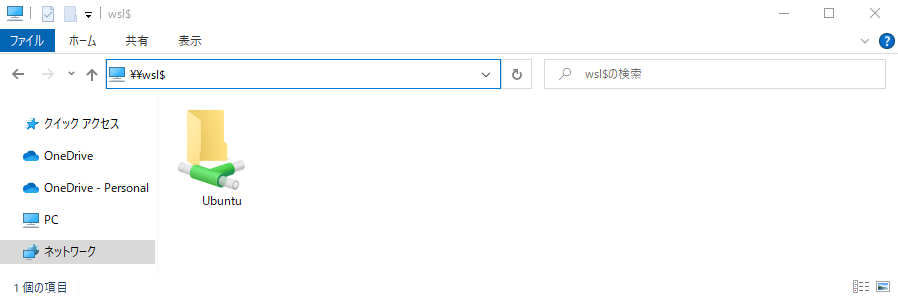 wsl$
ファイル ホーム 共有 表示
¥¥wsl$ wsl$の検索
クイック アクセス
OneDrive
OneDrive - Personal
PC
ネットワーク
Ubuntu
1 個の項目